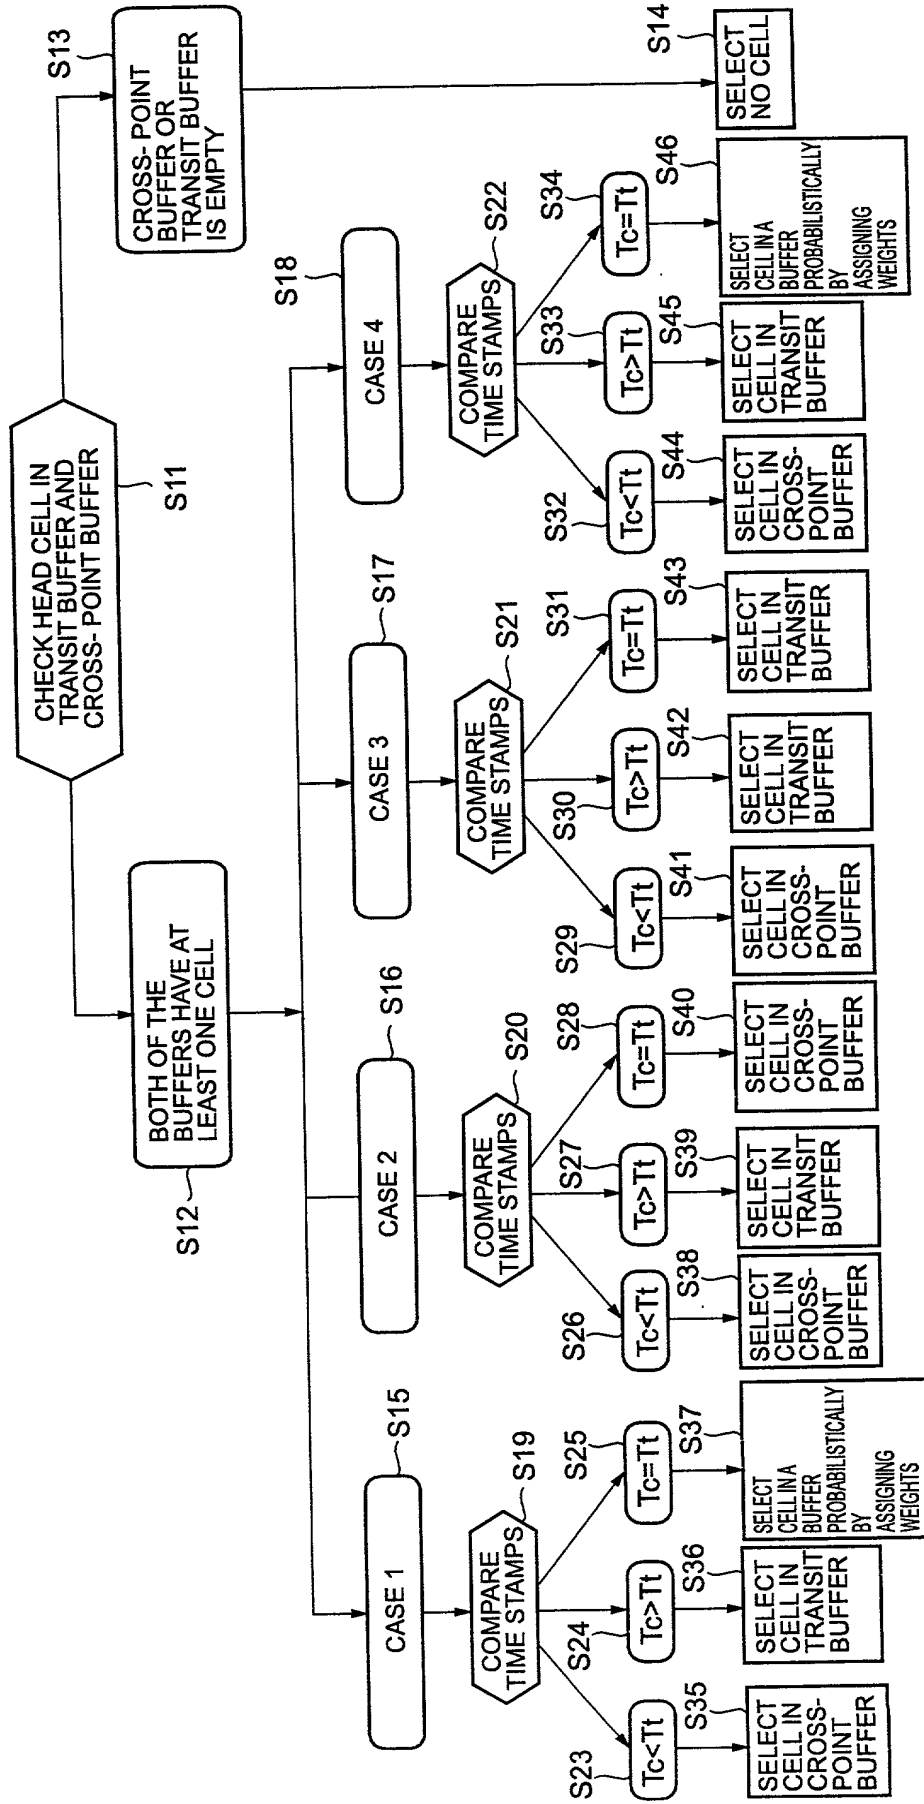 CHECK HEAD CELL IN
TRANSIT BUFFER AND
CROSS- POINT BUFFER
S11
BOTH OF THE
BUFFERS HAVE AT
LEAST ONE CELL
S12
CROSS- POINT
BUFFER OR
TRANSIT BUFFER
IS EMPTY
S13
SELECT
NO CELL
S14
CASE 1
S15
CASE 2
S16
CASE 3
S17
CASE 4
S18
COMPARE
TIME STAMPS
S19
COMPARE
TIME STAMPS
S20
COMPARE
TIME STAMPS
S21
COMPARE
TIME STAMPS
S22
Tc<Tt
S23
Tc>Tt
S24
Tc=Tt
S25
Tc<Tt
S26
Tc>Tt
S27
Tc=Tt
S28
Tc<Tt
S29
Tc>Tt
S30
Tc=Tt
S31
Tc<Tt
S32
Tc>Tt
S33
Tc=Tt
S34
SELECT
CELL IN
CROSS-
POINT
BUFFER
S35
SELECT
CELL IN
TRANSIT
BUFFER
S36
SELECT
CELL IN A
BUFFER
PROBABILISTICALLY
BY
ASSIGNING
WEIGHTS
S37
SELECT
CELL IN
CROSS-
POINT
BUFFER
S38
SELECT
CELL IN
TRANSIT
BUFFER
S39
SELECT
CELL IN
CROSS-
POINT
BUFFER
S40
SELECT
CELL IN
CROSS-
POINT
BUFFER
S41
SELECT
CELL IN
TRANSIT
BUFFER
S42
SELECT
CELL IN
TRANSIT
BUFFER
S43
SELECT
CELL IN
CROSS-
POINT
BUFFER
S44
SELECT
CELL IN
TRANSIT
BUFFER
S45
SELECT
CELL IN A
BUFFER
PROBABILISTICALLY
BY
ASSIGNING
WEIGHTS
S46